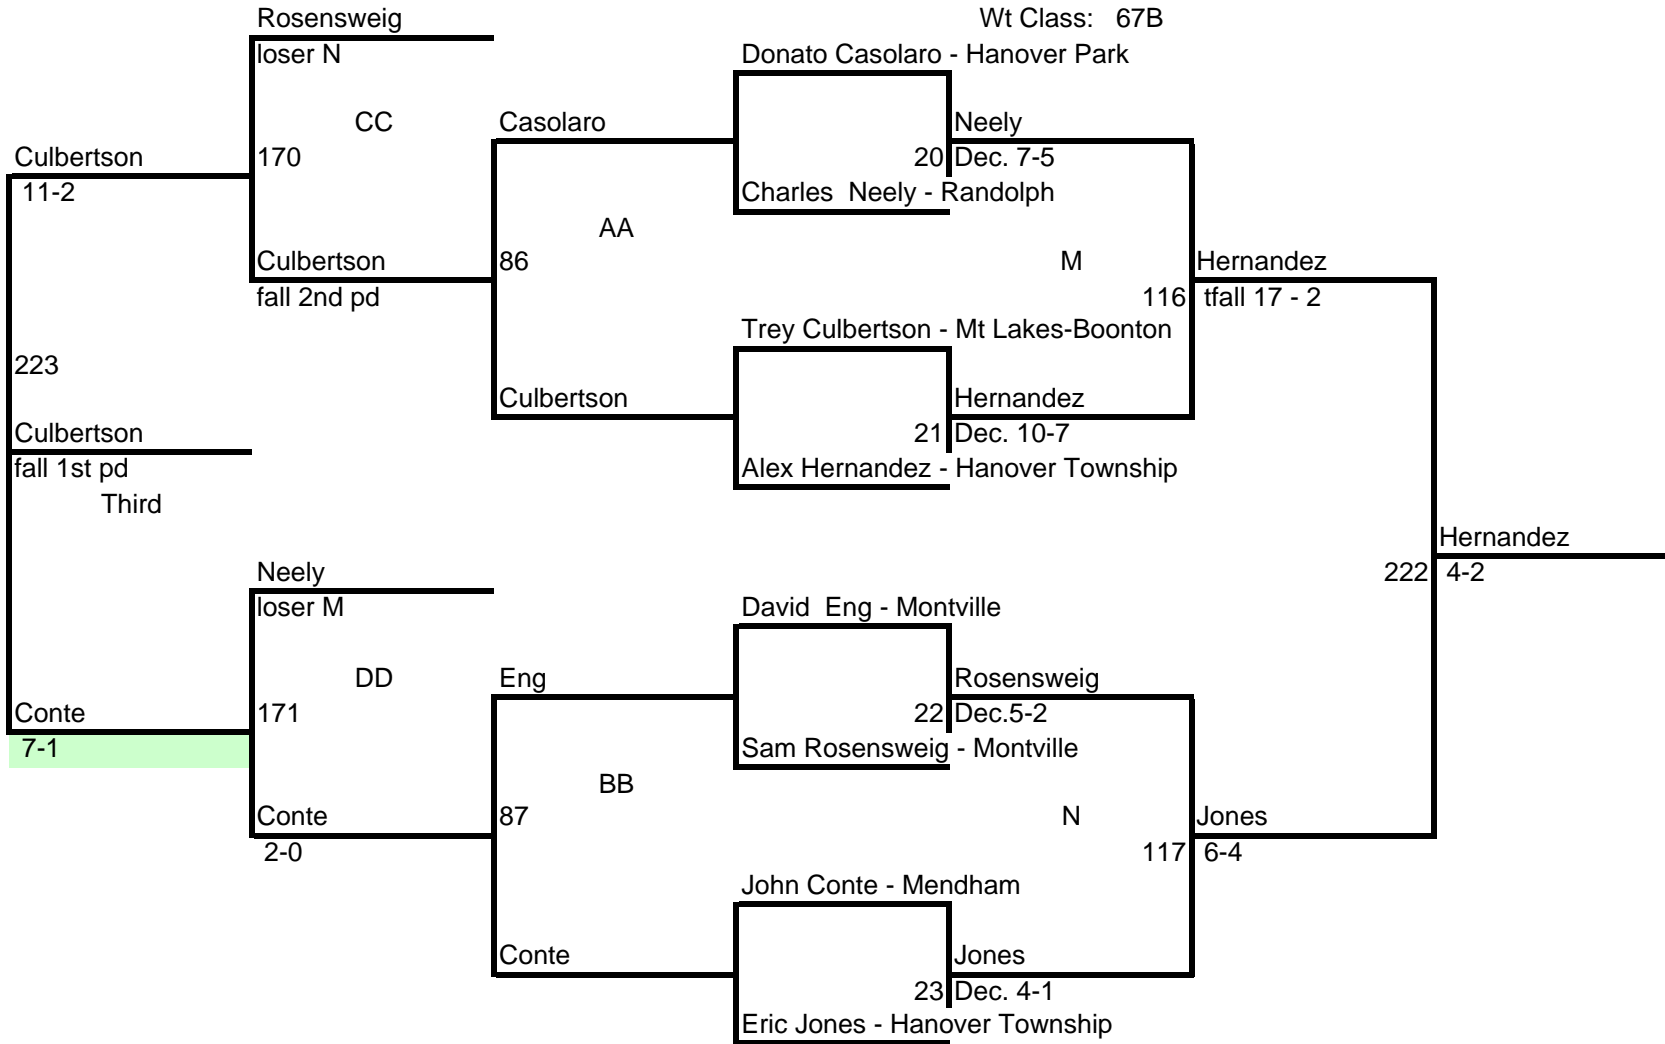 Rosensweig
Wt Class: 67B
loser N
Donato Casolaro - Hanover Park
CC
Casolaro
Neely
Culbertson
170
20
Dec. 7-5
11-2
Charles  Neely - Randolph
AA
Culbertson
86
M
Hernandez
fall 2nd pd
116
tfall 17 - 2
Trey Culbertson - Mt Lakes-Boonton
223
Culbertson
Hernandez
Culbertson
21
Dec. 10-7
fall 1st pd
Alex Hernandez - Hanover Township
Third
Hernandez
Neely
222
4-2
loser M
David  Eng - Montville
DD
Eng
Rosensweig
Conte
171
22
Dec.5-2
7-1
Sam Rosensweig - Montville
BB
Conte
87
N
Jones
2-0
117
6-4
John Conte - Mendham
Conte
Jones
23
Dec. 4-1
Eric Jones - Hanover Township